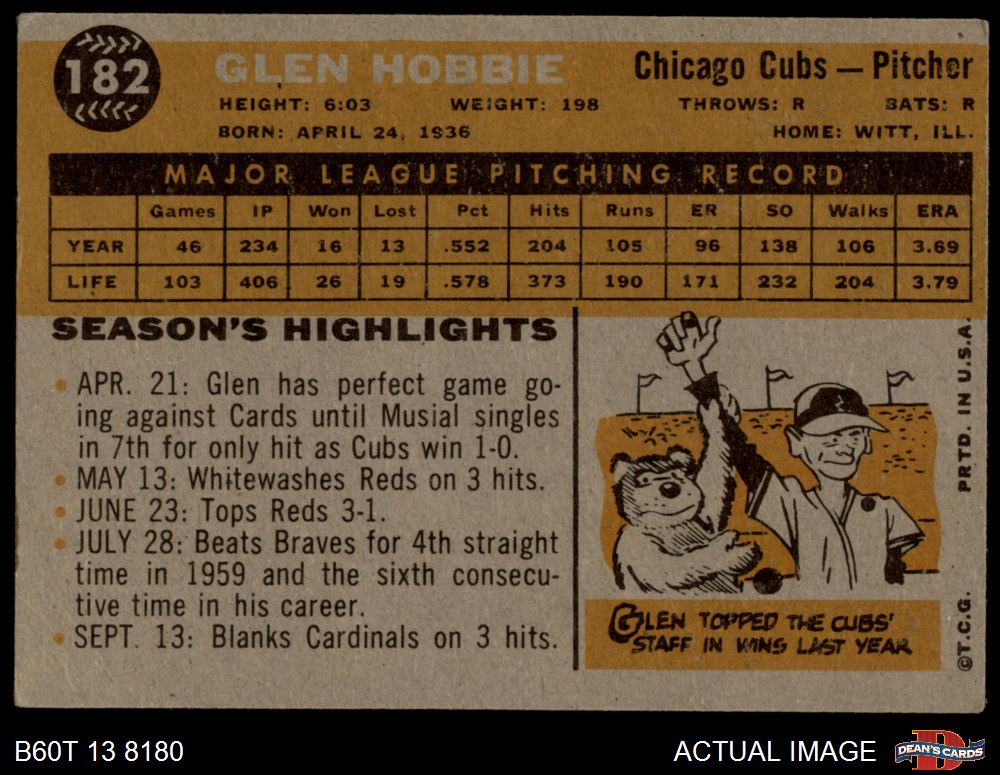 182
GLEN HOBBIE
Chicago Cubs — Pitcher
HEIGHT: 6:03 WEIGHT: 198 THROWS: R BATS: R
BORN: APRIL 24, 1936 HOME: WITT, ILL.
MAJOR LEAGUE PITCHING RECORD
Games IP Won Lost Pct Hits Runs ER SO Walks ERA
YEAR 46 234 16 13 .552 204 105 96 138 106 3.69
LIFE 103 406 26 19 .578 373 190 171 232 204 3.79
SEASON'S HIGHLIGHTS
• APR. 21: Glen has perfect game go-
ing against Cards until Musial singles
in 7th for only hit as Cubs win 1-0.
• MAY 13: Whitewashes Reds on 3 hits.
• JUNE 23: Tops Reds 3-1.
• JULY 28: Beats Braves for 4th straight
time in 1959 and the sixth consecu-
tive time in his career.
• SEPT. 13: Blanks Cardinals on 3 hits.
GLEN TOPPED THE CUBS'
STAFF IN WINS LAST YEAR
©T.C.G. PRTD. IN U.S.A.
B60T 13 8180
ACTUAL IMAGE
DEAN'S CARDS